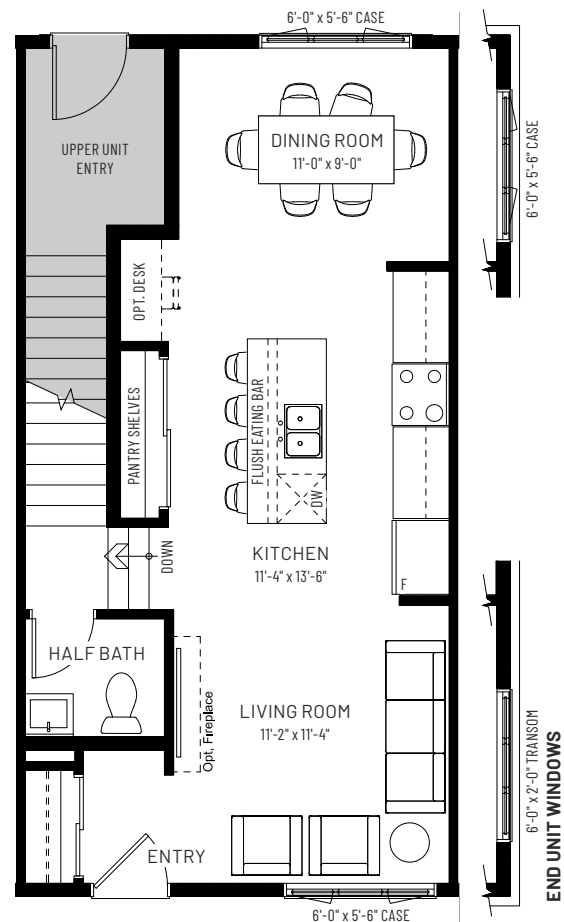 6'-0" x 5'-6" CASE
UPPER UNIT
ENTRY
DINING ROOM
11'-0" x 9'-0"
6'-0" x 5'-6" CASE
OPT. DESK
PANTRY SHELVES
FLUSH EATING BAR
DW
DOWN
KITCHEN
11'-4" x 13'-6"
F
HALF BATH
Opt, Fireplace
LIVING ROOM
11'-2" x 11'-4"
6'-0" x 2'-0" TRANSOM
END UNIT WINDOWS
ENTRY
6'-0" x 5'-6" CASE